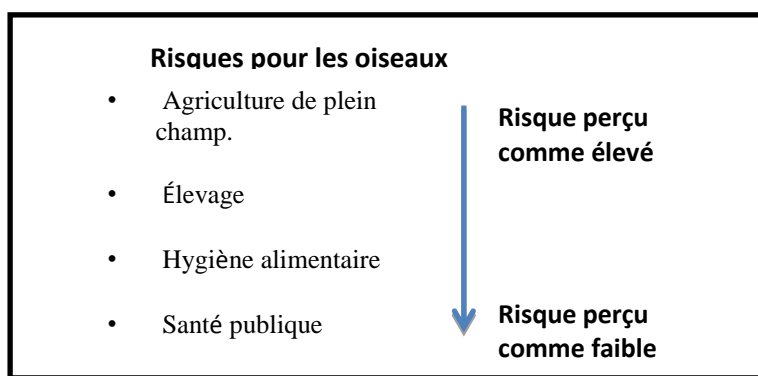 Risques pour les oiseaux
• Agriculture de plein
champ.
• Élevage
• Hygiène alimentaire
• Santé publique
Risque perçu
comme élevé
Risque perçu
comme faible